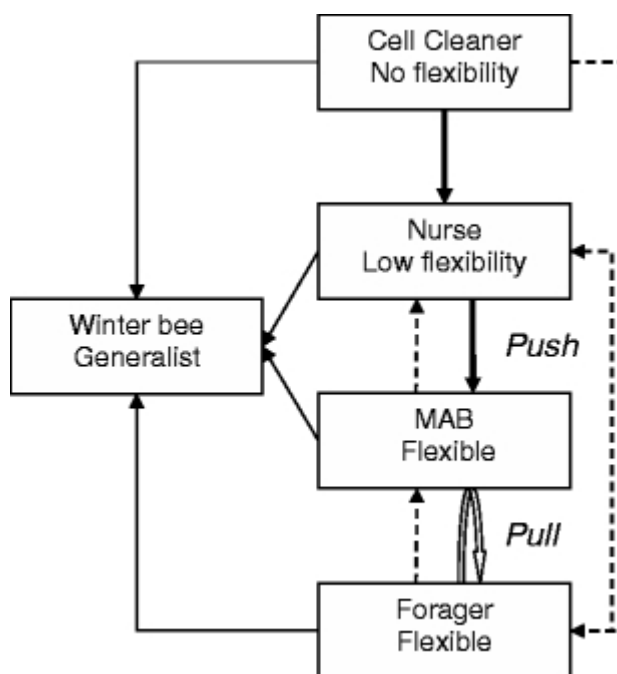 Cell Cleaner
No flexibility
Nurse
Low flexibility
Winter bee
Generalist
Push
MAB
Flexible
Pull
Forager
Flexible